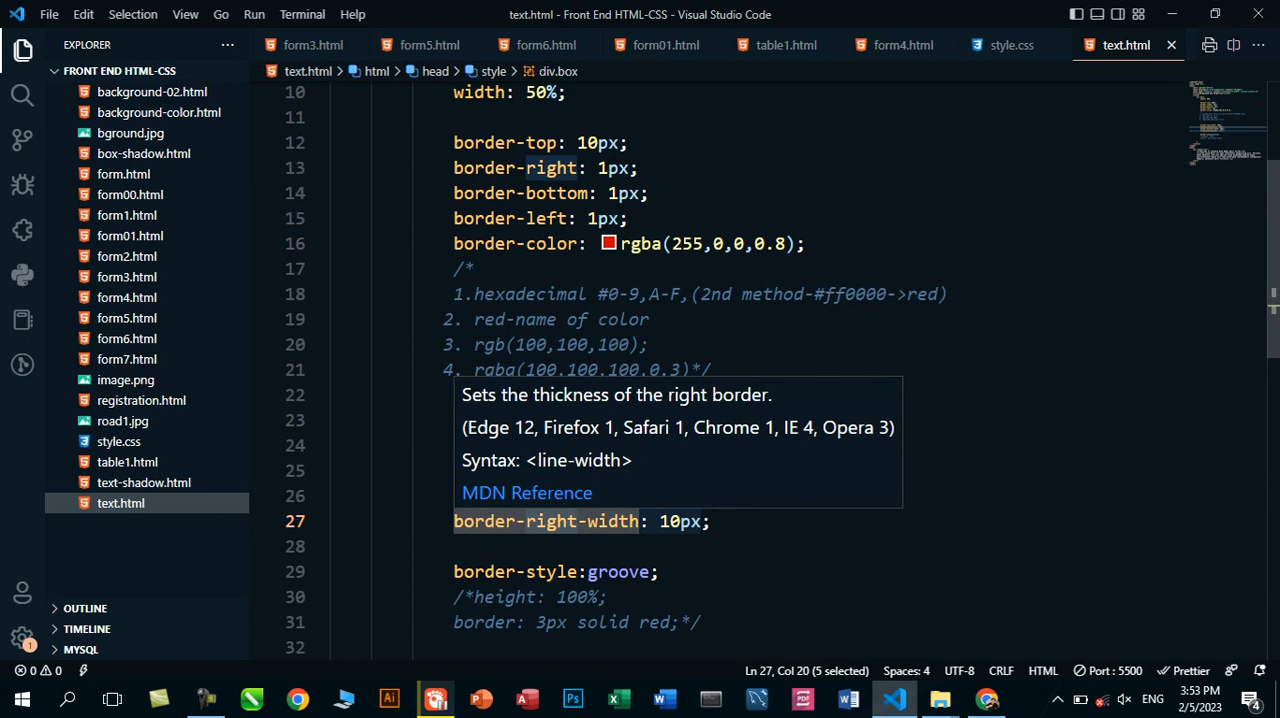 File Edit Selection View Go Run Terminal Help
text.html - Front End HTML-CSS - Visual Studio Code
EXPLORER
form3.html form5.html form6.html form01.html table1.html form4.html style.css text.html
FRONT END HTML-CSS
text.html > html > head > style > div.box
background-02.html
background-color.html
bground.jpg
box-shadow.html
form.html
form00.html
form1.html
form01.html
form2.html
form3.html
form4.html
form5.html
form6.html
form7.html
image.png
registration.html
road1.jpg
style.css
table1.html
text-shadow.html
text.html
OUTLINE
TIMELINE
MYSQL
10 width: 50%;
11
12 border-top: 10px;
13 border-right: 1px;
14 border-bottom: 1px;
15 border-left: 1px;
16 border-color: rgba(255,0,0,0.8);
17 /*
18 1.hexadecimal #0-9,A-F,(2nd method-#ff0000->red)
19 2. red-name of color
20 3. rgb(100,100,100);
21 4. raba(100.100.100.0.3)*/
22
23
24
25
26
Sets the thickness of the right border.
(Edge 12, Firefox 1, Safari 1, Chrome 1, IE 4, Opera 3)
Syntax: <line-width>
MDN Reference
27 border-right-width: 10px;
28
29 border-style:groove;
30 /*height: 100%;
31 border: 3px solid red;*/
32
1
0 0 Ln 27, Col 20 (5 selected) Spaces: 4 UTF-8 CRLF HTML Port : 5500 Prettier
Ai Ps ENG
3:53 PM
2/5/2023
4